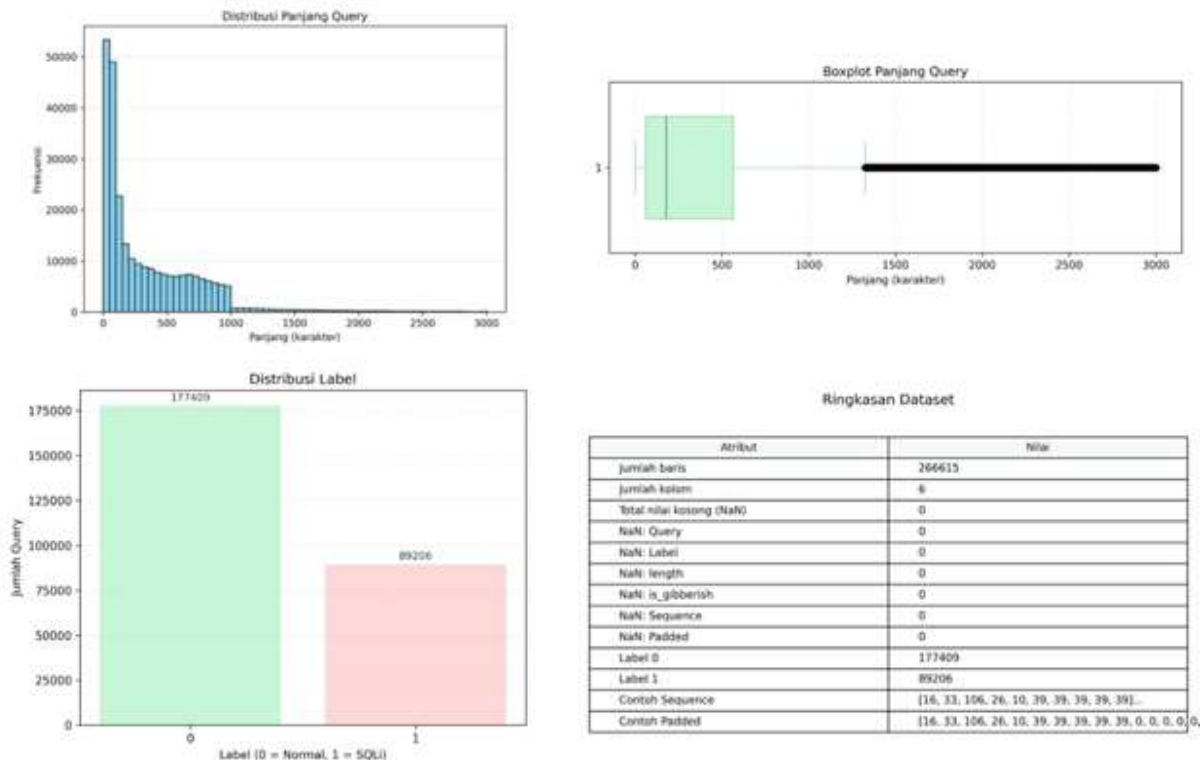 Distribusi Panjang Query
50000
40000
30000
20000
10000
0
Frekuensi
0 500 1000 1500 2000 2500 3000
Panjang (karakter)
Boxplot Panjang Query
1
0 500 1000 1500 2000 2500 3000
Panjang (karakter)
Distribusi Label
177409
89206
175000
150000
125000
100000
75000
50000
25000
0
Jumlah Query
0 1
Label (0 = Normal, 1 = SQLi)
Ringkasan Dataset
Atribut Nilai
Jumlah baris 266615
Jumlah kolom 6
Total nilai kosong (NaN) 0
NaN: Query 0
NaN: Label 0
NaN: length 0
NaN: is_gibberish 0
NaN: Sequence 0
NaN: Padded 0
Label 0 177409
Label 1 89206
Contoh Sequence [16, 33, 106, 26, 10, 39, 39, 39, 39, 39]...
Contoh Padded [16, 33, 106, 26, 10, 39, 39, 39, 39, 39, 0, 0, 0, 0, 0,